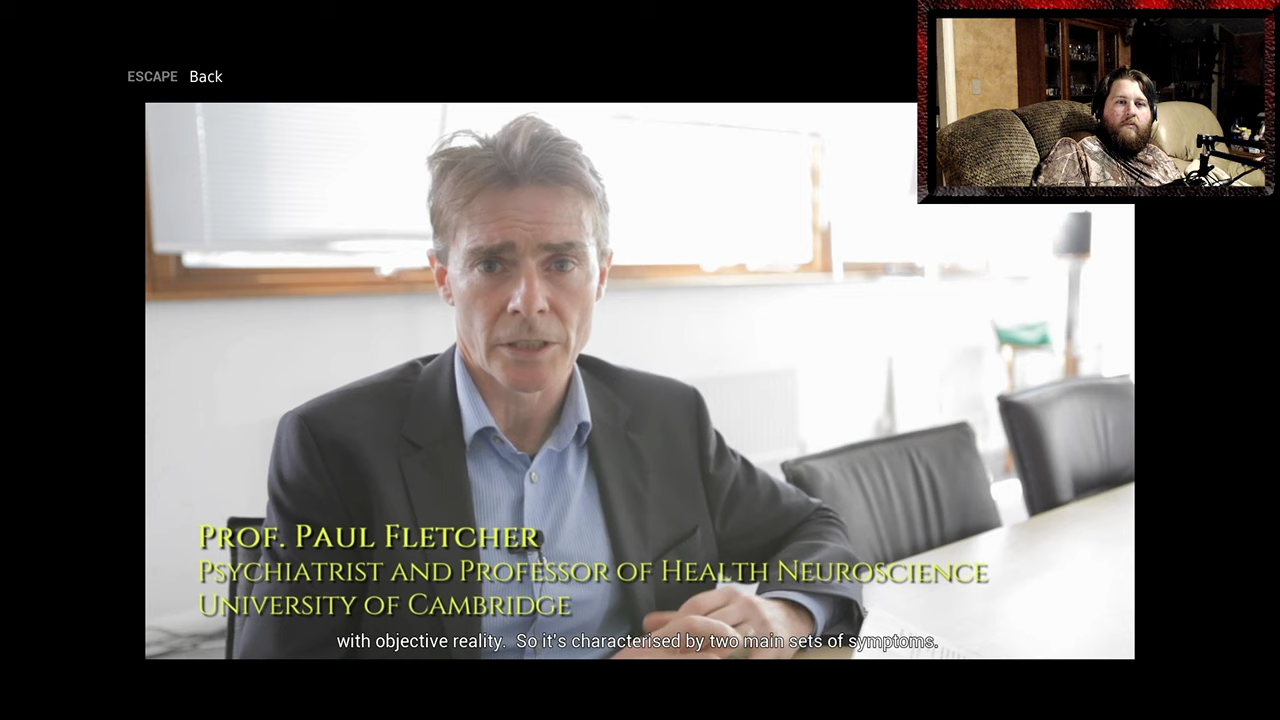 ESCAPE Back
PROF. PAUL FLETCHER
PSYCHIATRIST AND PROFESSOR OF HEALTH NEUROSCIENCE
UNIVERSITY OF CAMBRIDGE
with objective reality. So it's characterised by two main sets of symptoms.